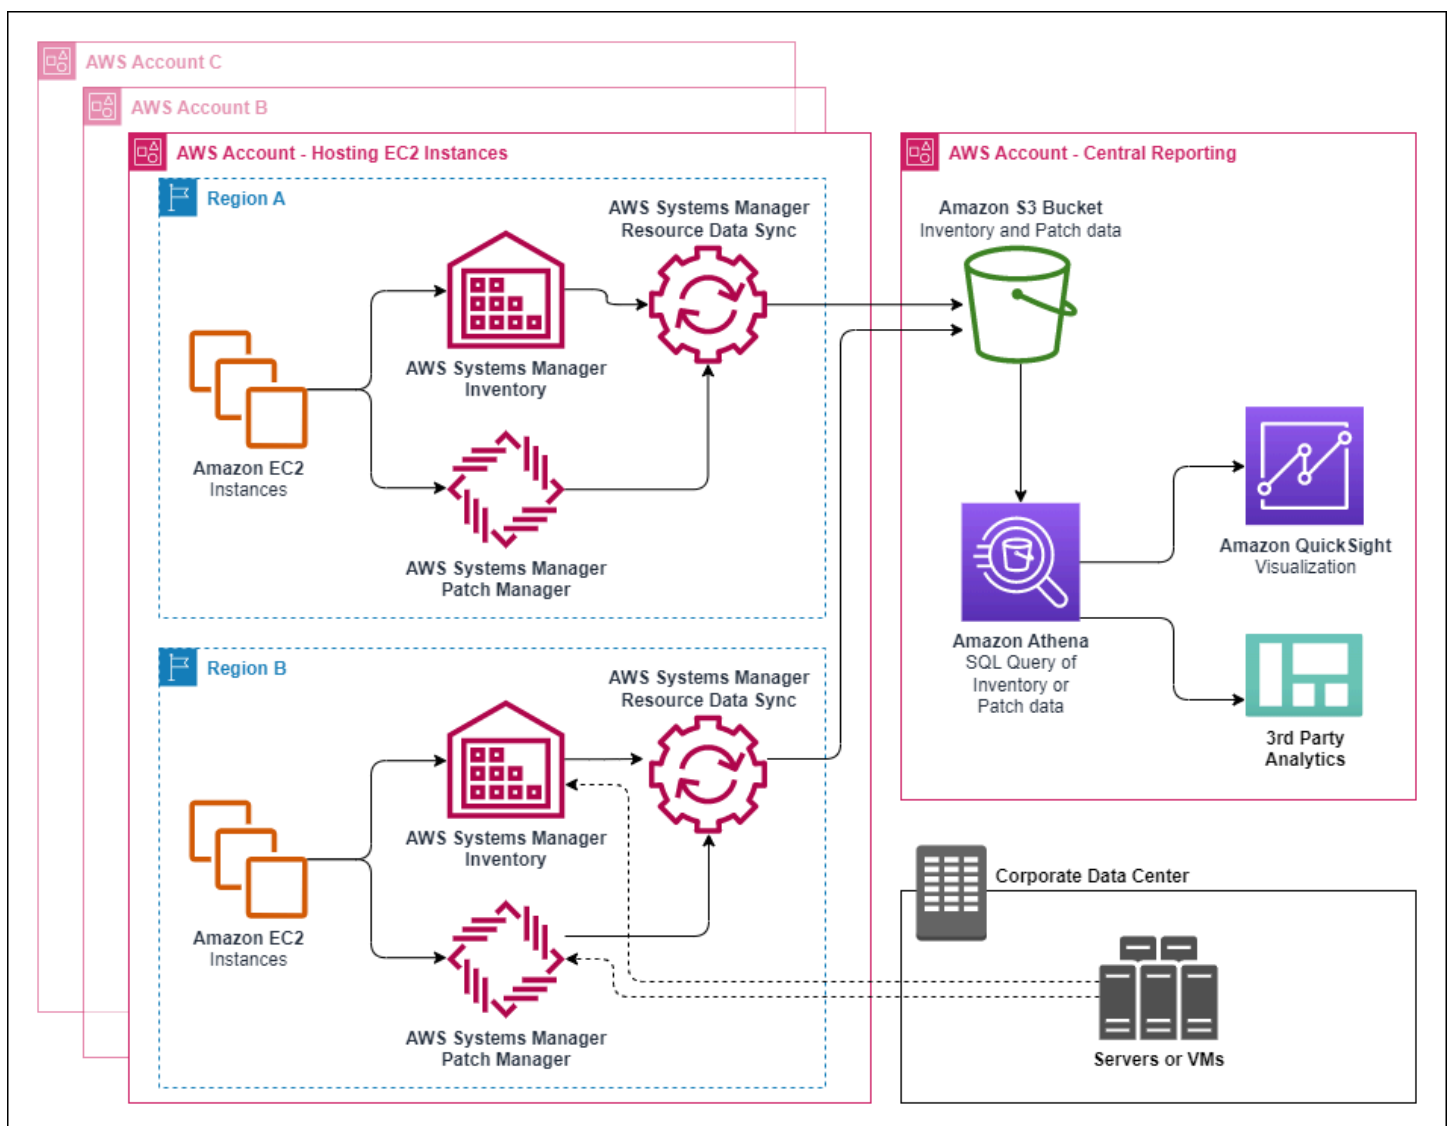 AWS Account C
AWS Account B
AWS Account - Hosting EC2 Instances
Region A
AWS Systems Manager
Resource Data Sync
AWS Systems Manager
Inventory
Amazon EC2
Instances
AWS Systems Manager
Patch Manager
Region B
AWS Systems Manager
Resource Data Sync
AWS Systems Manager
Inventory
Amazon EC2
Instances
AWS Systems Manager
Patch Manager
AWS Account - Central Reporting
Amazon S3 Bucket
Inventory and Patch data
Amazon QuickSight
Visualization
Amazon Athena
SQL Query of
Inventory or
Patch data
3rd Party
Analytics
Corporate Data Center
Servers or VMs